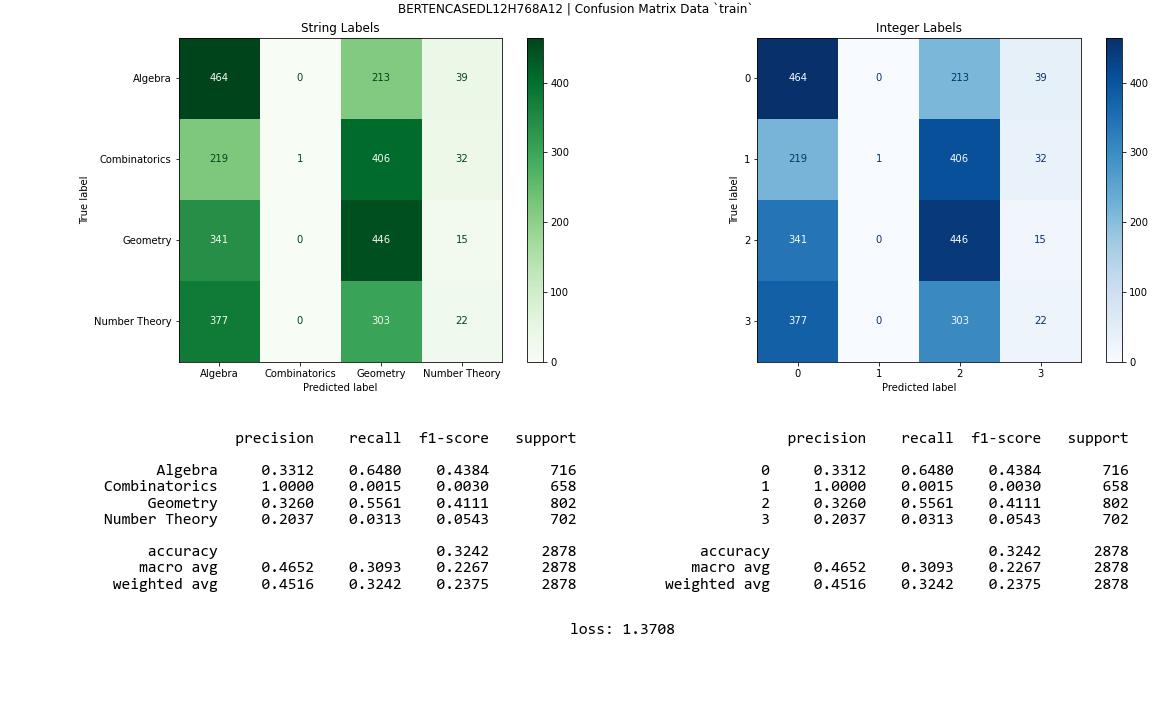 BERTENCASEDL12H768A12 | Confusion Matrix Data `train`
String Labels
Algebra 464 0 213 39
Combinatorics 219 1 406 32
Geometry 341 0 446 15
Number Theory 377 0 303 22
True label
Algebra Combinatorics Geometry Number Theory
Predicted label
400
300
200
100
0
Integer Labels
0 464 0 213 39
1 219 1 406 32
2 341 0 446 15
3 377 0 303 22
True label
0 1 2 3
Predicted label
400
300
200
100
0
precision recall f1-score support
Algebra 0.3312 0.6480 0.4384 716
Combinatorics 1.0000 0.0015 0.0030 658
Geometry 0.3260 0.5561 0.4111 802
Number Theory 0.2037 0.0313 0.0543 702
accuracy 0.3242 2878
macro avg 0.4652 0.3093 0.2267 2878
weighted avg 0.4516 0.3242 0.2375 2878
precision recall f1-score support
0 0.3312 0.6480 0.4384 716
1 1.0000 0.0015 0.0030 658
2 0.3260 0.5561 0.4111 802
3 0.2037 0.0313 0.0543 702
accuracy 0.3242 2878
macro avg 0.4652 0.3093 0.2267 2878
weighted avg 0.4516 0.3242 0.2375 2878
loss: 1.3708